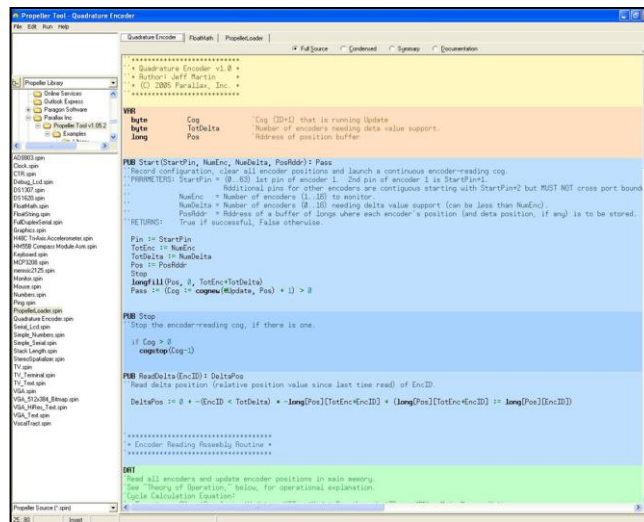 Propeller Tool - Quadrature Encoder
File Edit Run Help
Quadrature Encoder FloatMath PropellerLoader
Full Source Condensed Summary Documentation
Propeller Library
Online Services
Outlook Express
Paragon Software
Parallax Inc
Propeller Tool v1.05.2
Examples
Library
AD8803.spin
Clock.spin
CTR.spin
Debug_Lcd.spin
DS1307.spin
DS1620.spin
FloatMath.spin
FloatString.spin
FullDuplexSerial.spin
Graphics.spin
H48C Tri-Axis Accelerometer.spin
HM55B Compass Module Asm.spin
Keyboard.spin
MCP3208.spin
memsic2125.spin
Monitor.spin
Mouse.spin
Numbers.spin
Ping.spin
PropellerLoader.spin
Quadrature Encoder.spin
Serial_Lcd.spin
Simple_Numbers.spin
Simple_Serial.spin
Stack Length.spin
StereoSpatializer.spin
TV.spin
TV_Terminal.spin
TV_Text.spin
VGA.spin
VGA_512x384_Bitmap.spin
VGA_HiRes_Text.spin
VGA_Text.spin
VocalTract.spin
Propeller Source (*.spin)
25 : 80 Insert
''*****************************
''* Quadrature Encoder v1.0 *
''* Author: Jeff Martin *
''* (C) 2005 Parallax, Inc. *
''*****************************
VAR
byte Cog 'Cog (ID+1) that is running Update
byte TotDelta 'Number of encoders needing delta value support.
long Pos 'Address of position buffer
PUB Start(StartPin, NumEnc, NumDelta, PosAddr): Pass
''Record configuration, clear all encoder positions and launch a continuous encoder-reading cog.
''PARAMETERS: StartPin = (0..63) 1st pin of encoder 1. 2nd pin of encoder 1 is StartPin+1.
'' Additional pins for other encoders are contiguous starting with StartPin+2 but MUST NOT cross port bound
'' NumEnc = Number of encoders (1..16) to monitor.
'' NumDelta = Number of encoders (0..16) needing delta value support (can be less than NumEnc).
'' PosAddr = Address of a buffer of longs where each encoder's position (and deta position, if any) is to be stored.
''RETURNS: True if successful, False otherwise.
Pin := StartPin
TotEnc := NumEnc
TotDelta := NumDelta
Pos := PosAddr
Stop
longfill(Pos, 0, TotEnc+TotDelta)
Pass := (Cog := cognew(@Update, Pos) + 1) > 0
PUB Stop
''Stop the encoder-reading cog, if there is one.
if Cog > 0
cogstop(Cog-1)
PUB ReadDelta(EncID): DeltaPos
''Read delta position (relative position value since last time read) of EncID.
DeltaPos := 0 + -(EncID < TotDelta) * -long[Pos][TotEnc+EncID] + (long[Pos][TotEnc+EncID] := long[Pos][EncID])
'************************************
'* Encoder Reading Assembly Routine *
'************************************
DAT
'Read all encoders and update encoder positions in main memory.
'See "Theory of Operation," below, for operational explanation.
'Cycle Calculation Equation: